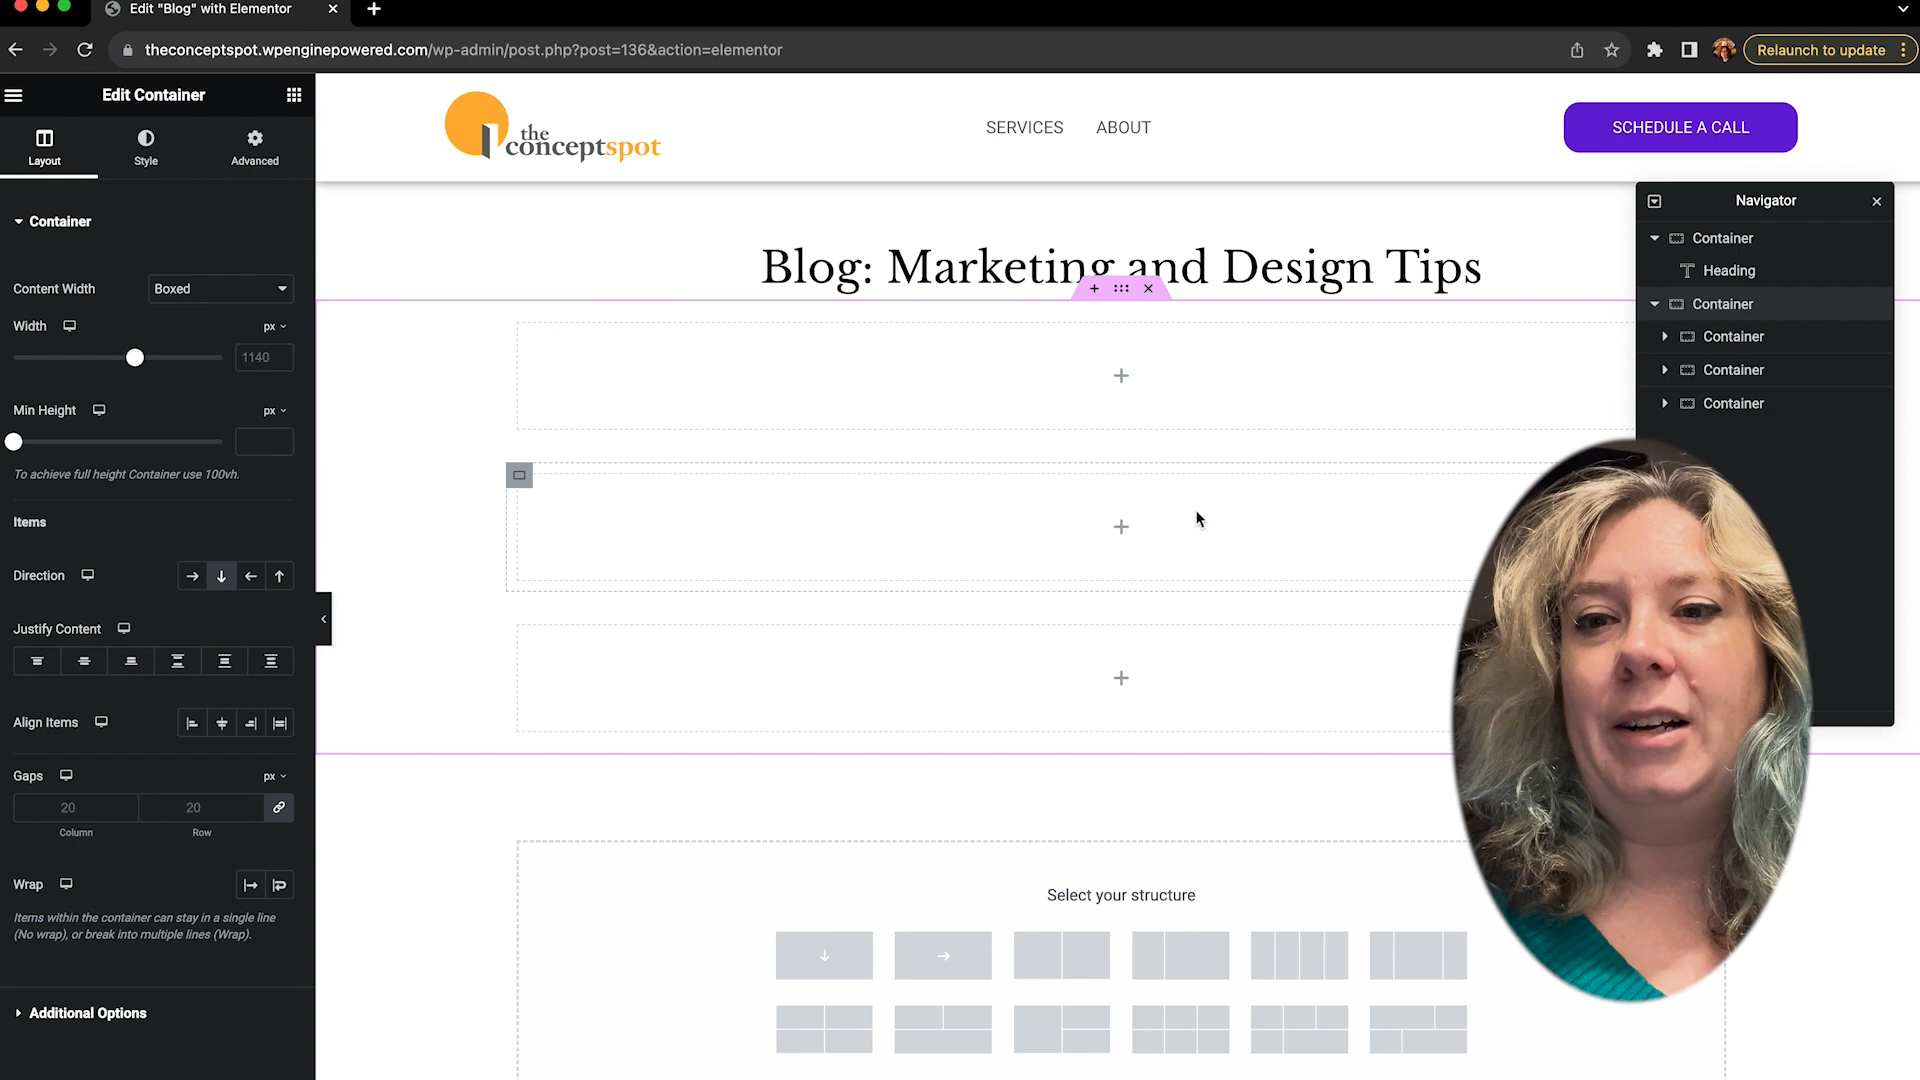 Edit "Blog" with Elementor
theconceptspot.wpenginepowered.com/wp-admin/post.php?post=136&action=elementor
Relaunch to update
Edit Container
Layout
Style
Advanced
Container
Content Width
Boxed
Width
px
1140
Min Height
px
To achieve full height Container use 100vh.
Items
Direction
Justify Content
Align Items
Gaps
px
20
20
Column
Row
Wrap
Items within the container can stay in a single line
(No wrap), or break into multiple lines (Wrap).
Additional Options
the
conceptspot
SERVICES
ABOUT
SCHEDULE A CALL
Blog: Marketing and Design Tips
Select your structure
Navigator
Container
Heading
Container
Container
Container
Container